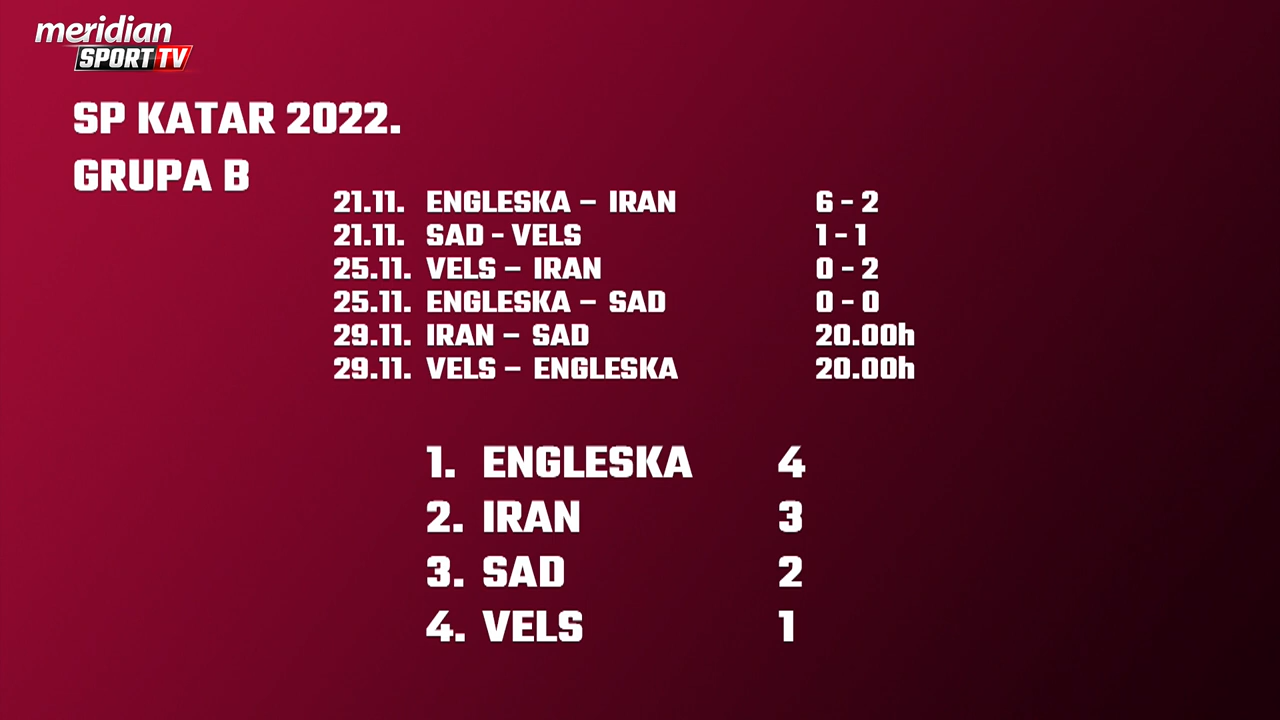 meridian
SPORT TV
SP KATAR 2022.
GRUPA B
21.11. ENGLESKA – IRAN 6 - 2
21.11. SAD - VELS 1 - 1
25.11. VELS – IRAN 0 - 2
25.11. ENGLESKA – SAD 0 - 0
29.11. IRAN – SAD 20.00h
29.11. VELS – ENGLESKA 20.00h
1. ENGLESKA 4
2. IRAN 3
3. SAD 2
4. VELS 1